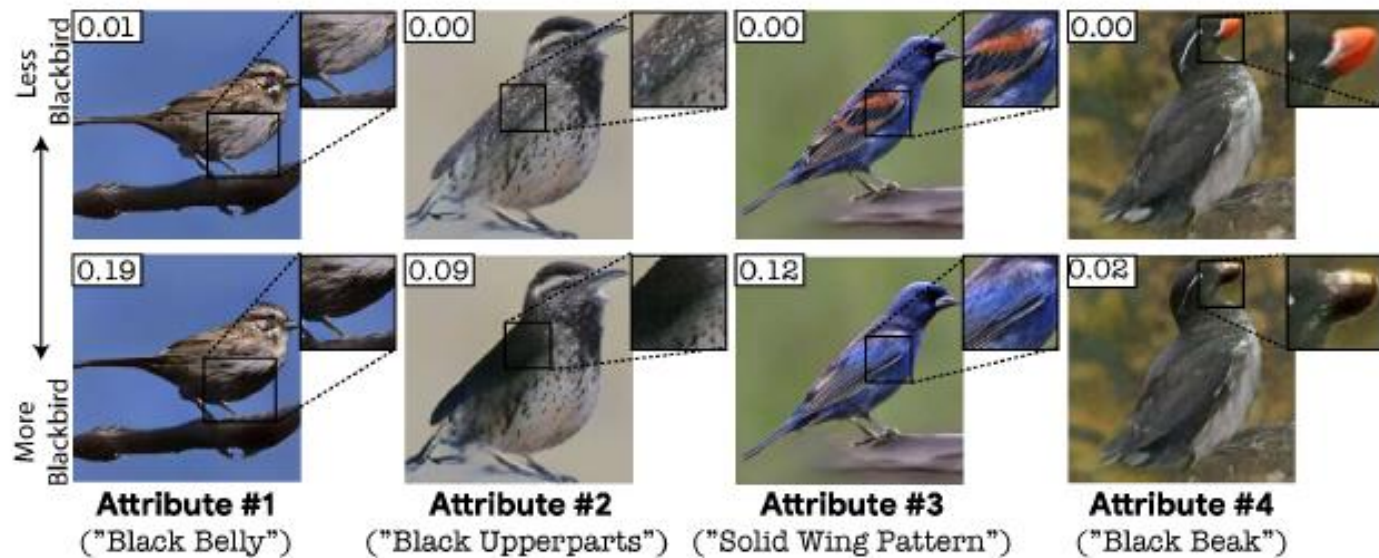 Less
Blackbird
More
Blackbird
0.01
0.00
0.00
0.00
0.19
0.09
0.12
0.02
Attribute #1
("Black Belly")
Attribute #2
("Black Upperparts")
Attribute #3
("Solid Wing Pattern")
Attribute #4
("Black Beak")